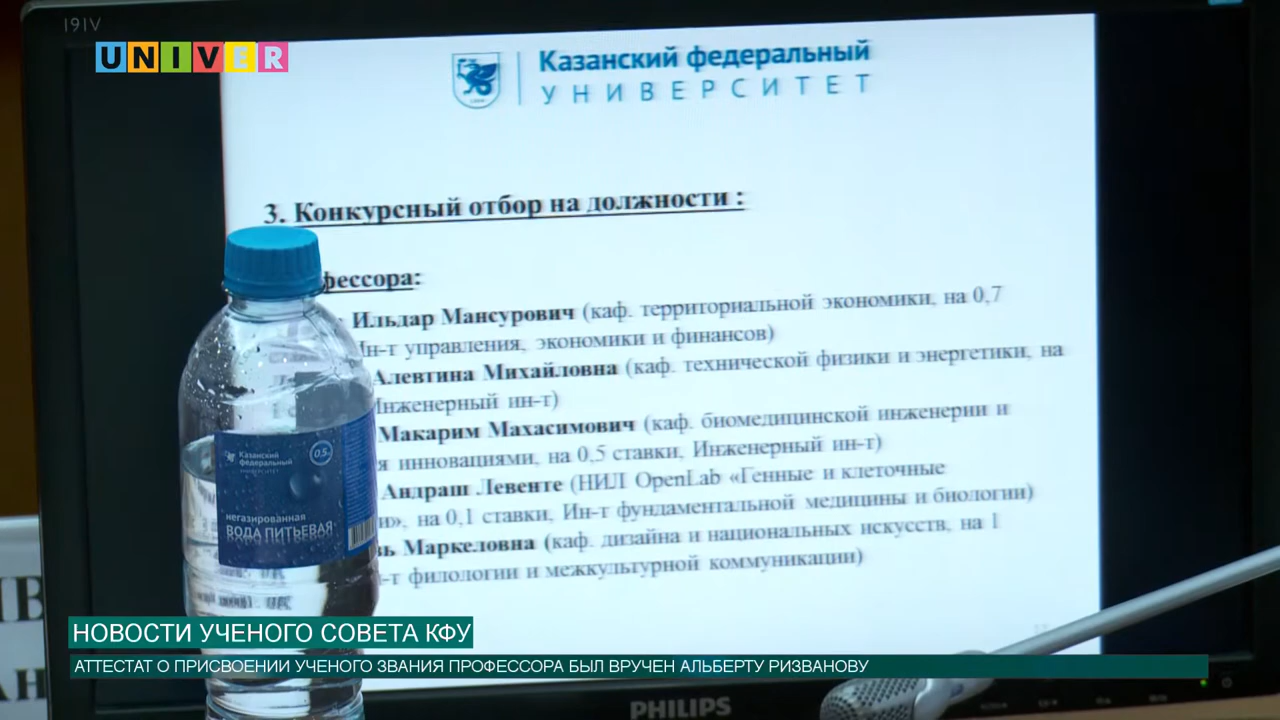 191V
UNIVER
Казанский федеральный
УНИВЕРСИТЕТ
3. Конкурсный отбор на должности :
фессора:
Ильдар Мансурович (каф. территориальной экономики, на 0,7
Ин-т управления, экономики и финансов)
Алевтина Михайловна (каф. технической физики и энергетики, на
Инженерный ин-т)
Макарим Махасимович (каф. биомедицинской инженерии и
я инновациями, на 0,5 ставки, Инженерный ин-т)
Андраш Левенте (НИЛ OpenLab «Генные и клеточные
и», на 0,1 ставки, Ин-т фундаментальной медицины и биологии)
вь Маркеловна (каф. дизайна и национальных искусств, на 1
-т филологии и межкультурной коммуникации)
Казанский
федеральный
УНИВЕРСИТЕТ
0,5л
негазированная
ВОДА ПИТЬЕВАЯ
НОВОСТИ УЧЕНОГО СОВЕТА КФУ
АТТЕСТАТ О ПРИСВОЕНИИ УЧЕНОГО ЗВАНИЯ ПРОФЕССОРА БЫЛ ВРУЧЕН АЛЬБЕРТУ РИЗВАНОВУ
PHILIPS